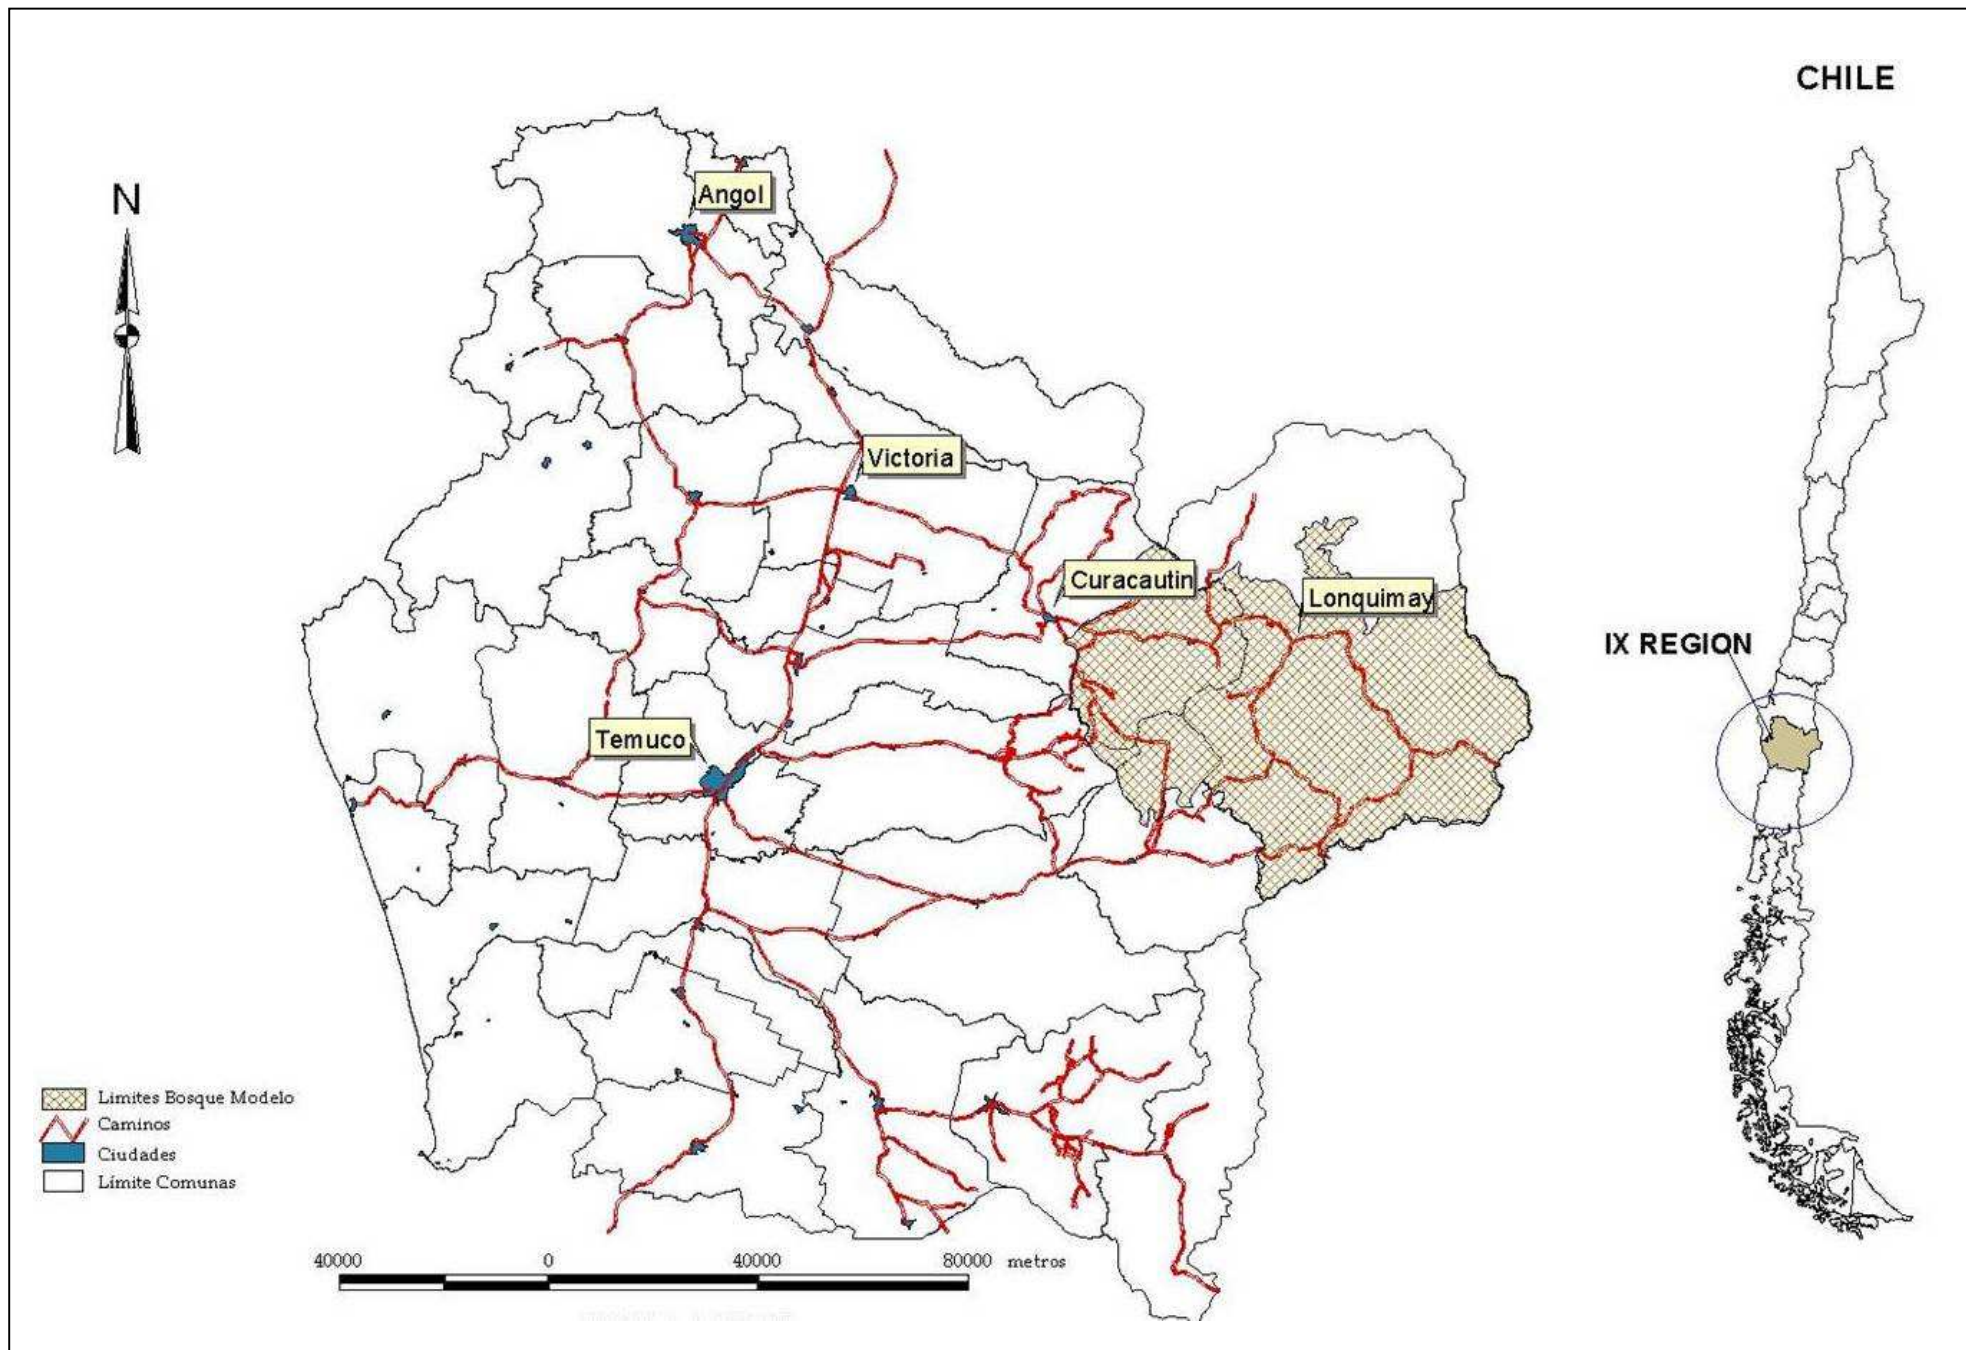 CHILE
N
Angol
Victoria
Curacautin
Lonquimay
IX REGION
Temuco
Limites Bosque Modelo
Caminos
Ciudades
Límite Comunas
40000 0 40000 80000 metros